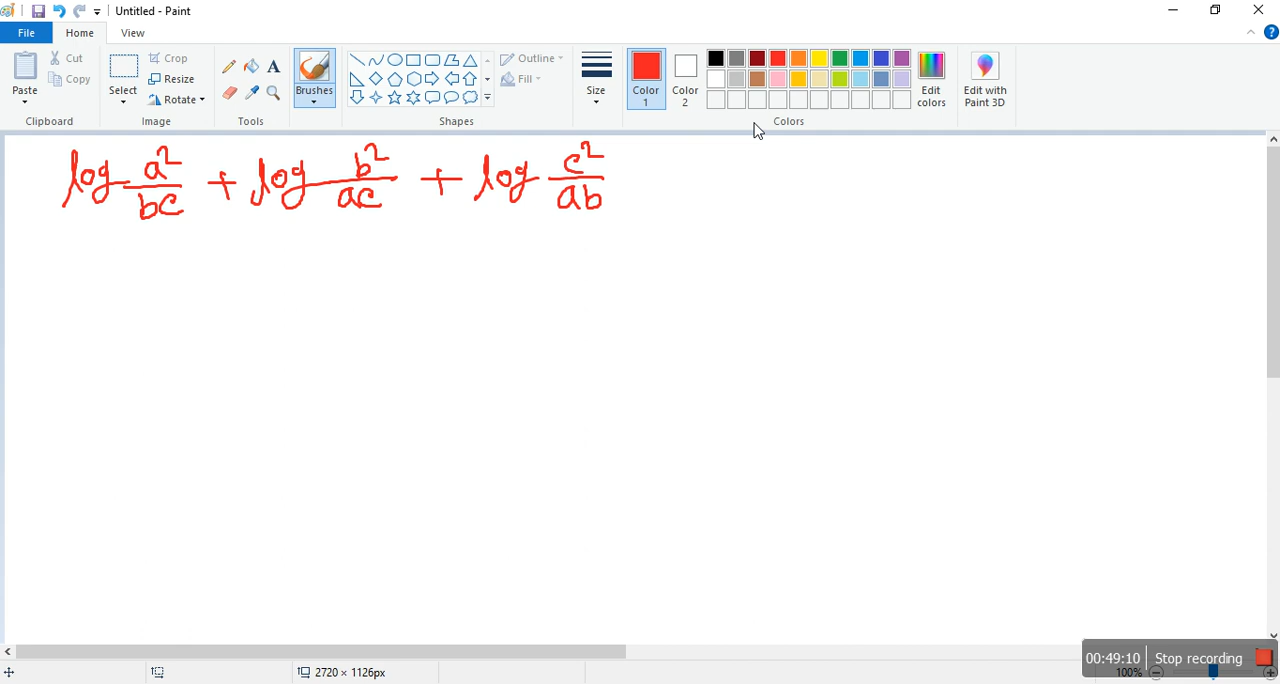 Untitled - Paint
File Home View
Paste
Cut
Copy
Clipboard
Select
Crop
Resize
Rotate
Image
Tools
Brushes
Shapes
Outline
Fill
Size
Color 1
Color 2
Colors
Edit colors
Edit with Paint 3D
log a²/bc + log b²/ac + log c²/ab
2720 × 1126px
100%
00:49:10 Stop recording